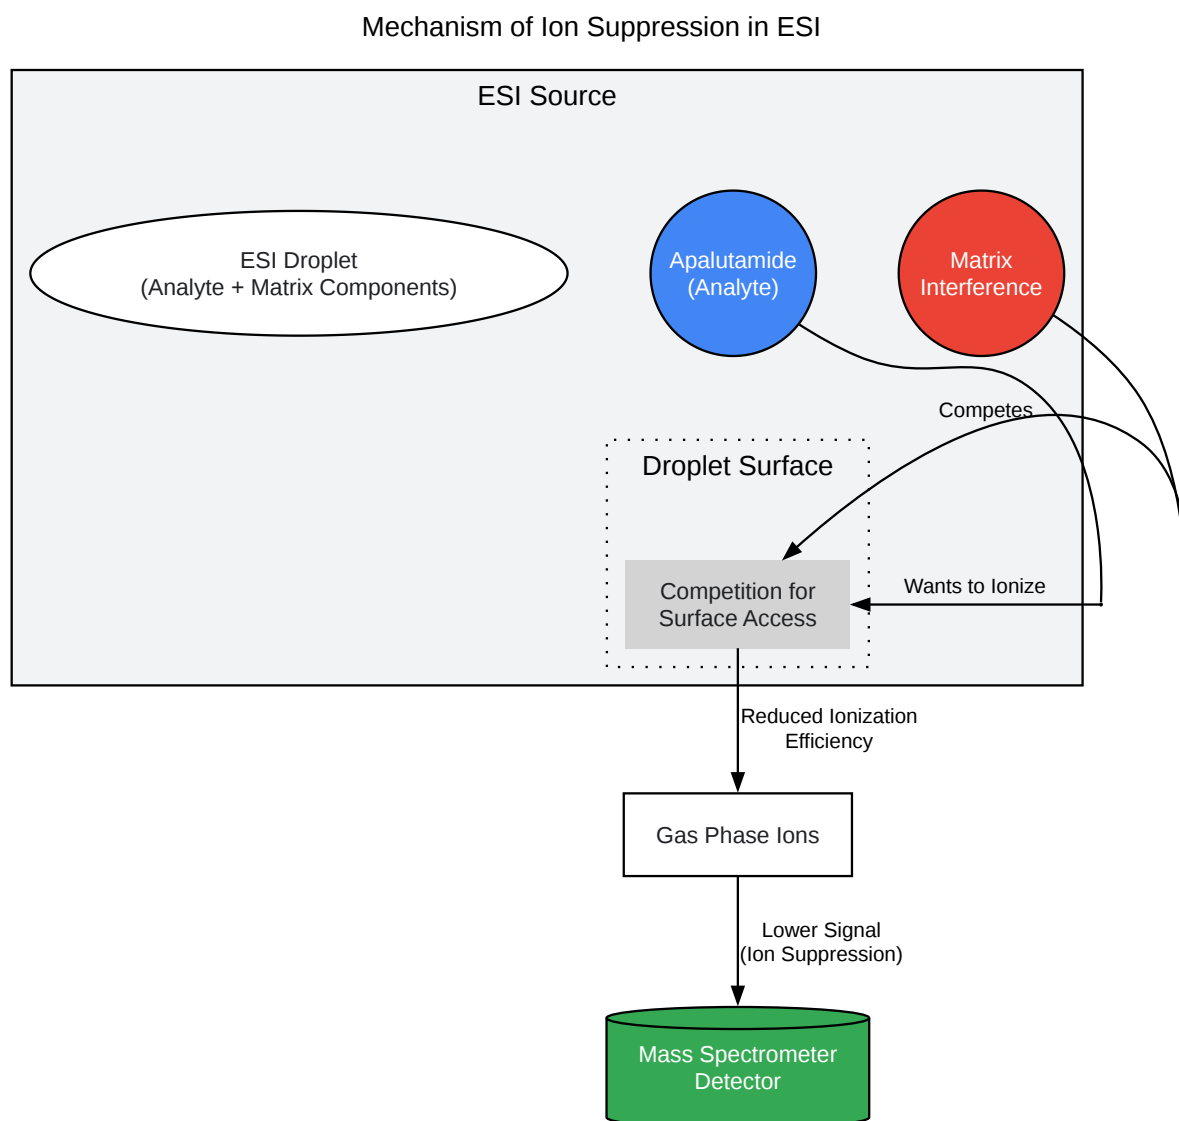 Mechanism of Ion Suppression in ESI
ESI Source
ESI Droplet
(Analyte + Matrix Components)
Apalutamide
(Analyte)
Matrix
Interference
Competes
Droplet Surface
Competition for
Surface Access
Wants to Ionize
Reduced Ionization
Efficiency
Gas Phase Ions
Lower Signal
(Ion Suppression)
Mass Spectrometer
Detector